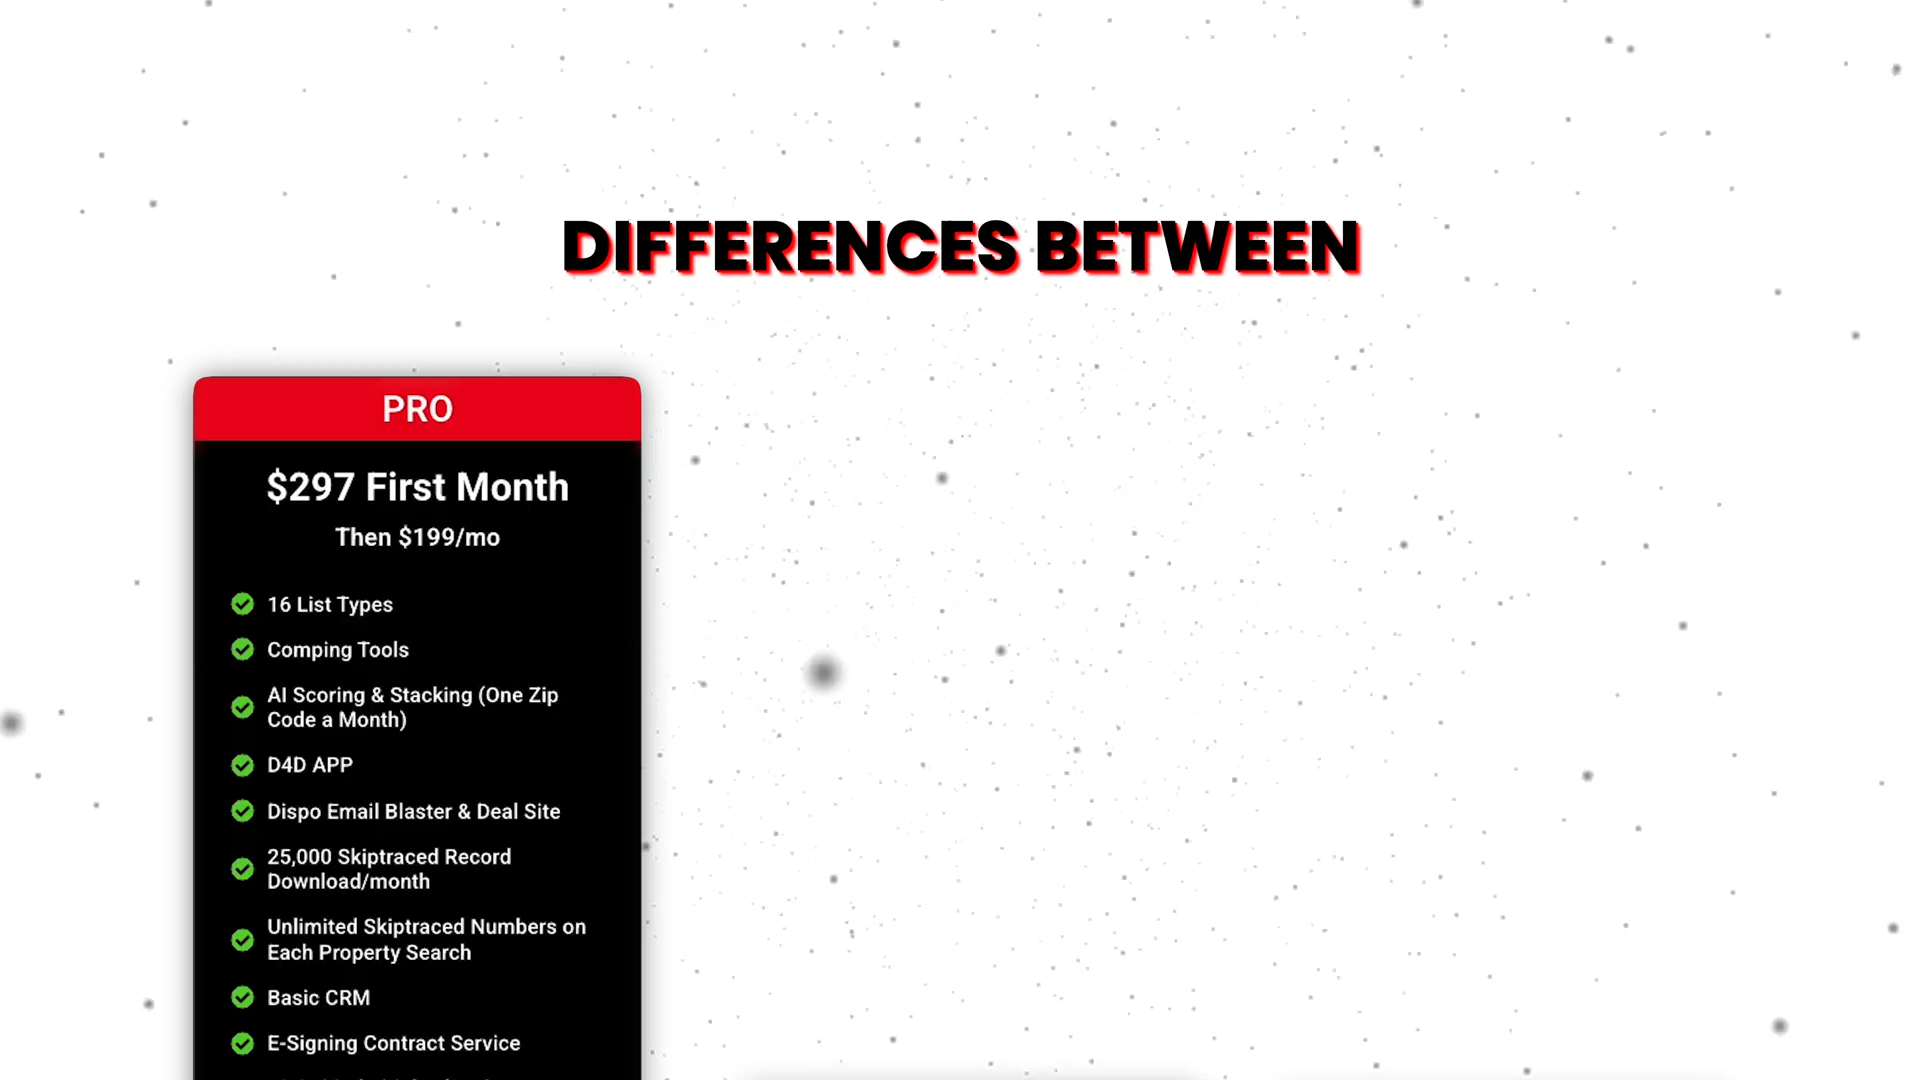 DIFFERENCES BETWEEN
PRO
$297 First Month
Then $199/mo
16 List Types
Comping Tools
AI Scoring & Stacking (One Zip
Code a Month)
D4D APP
Dispo Email Blaster & Deal Site
25,000 Skiptraced Record
Download/month
Unlimited Skiptraced Numbers on
Each Property Search
Basic CRM
E-Signing Contract Service